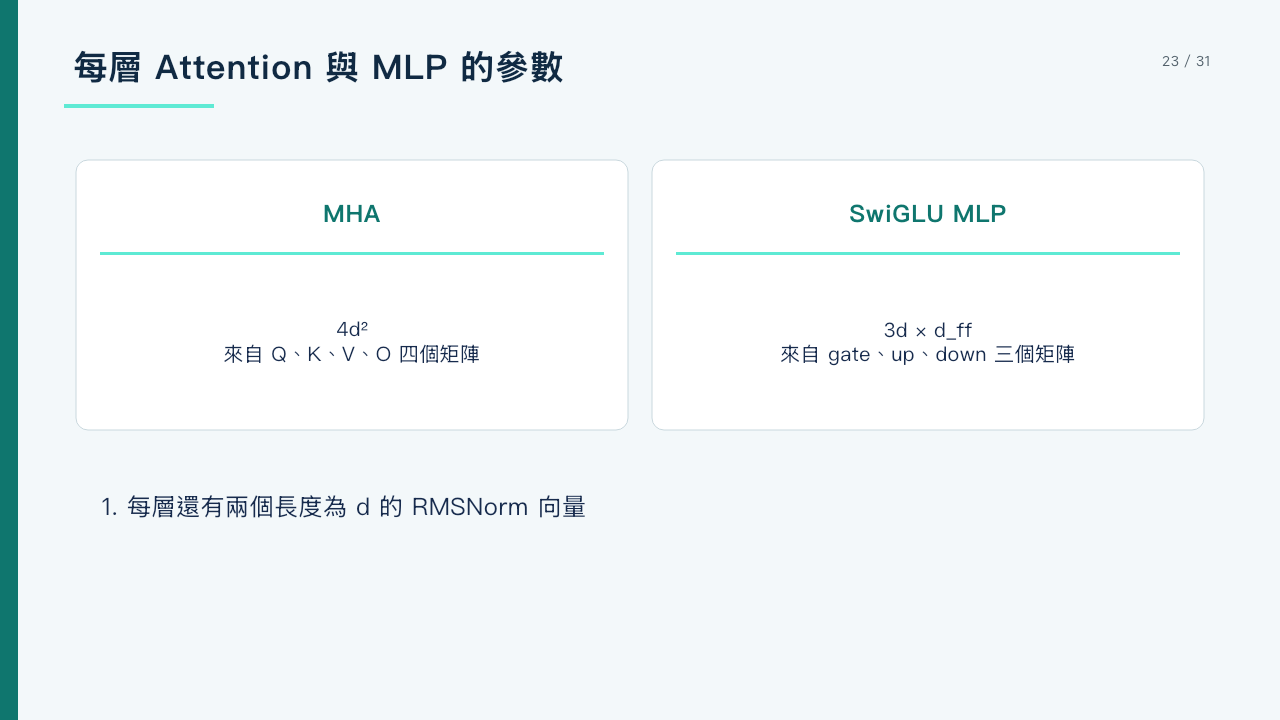 每層 Attention 與 MLP 的參數
23 / 31
MHA
4d²
來自 Q、K、V、O 四個矩陣
SwiGLU MLP
3d × d_ff
來自 gate、up、down 三個矩陣
1. 每層還有兩個長度為 d 的 RMSNorm 向量